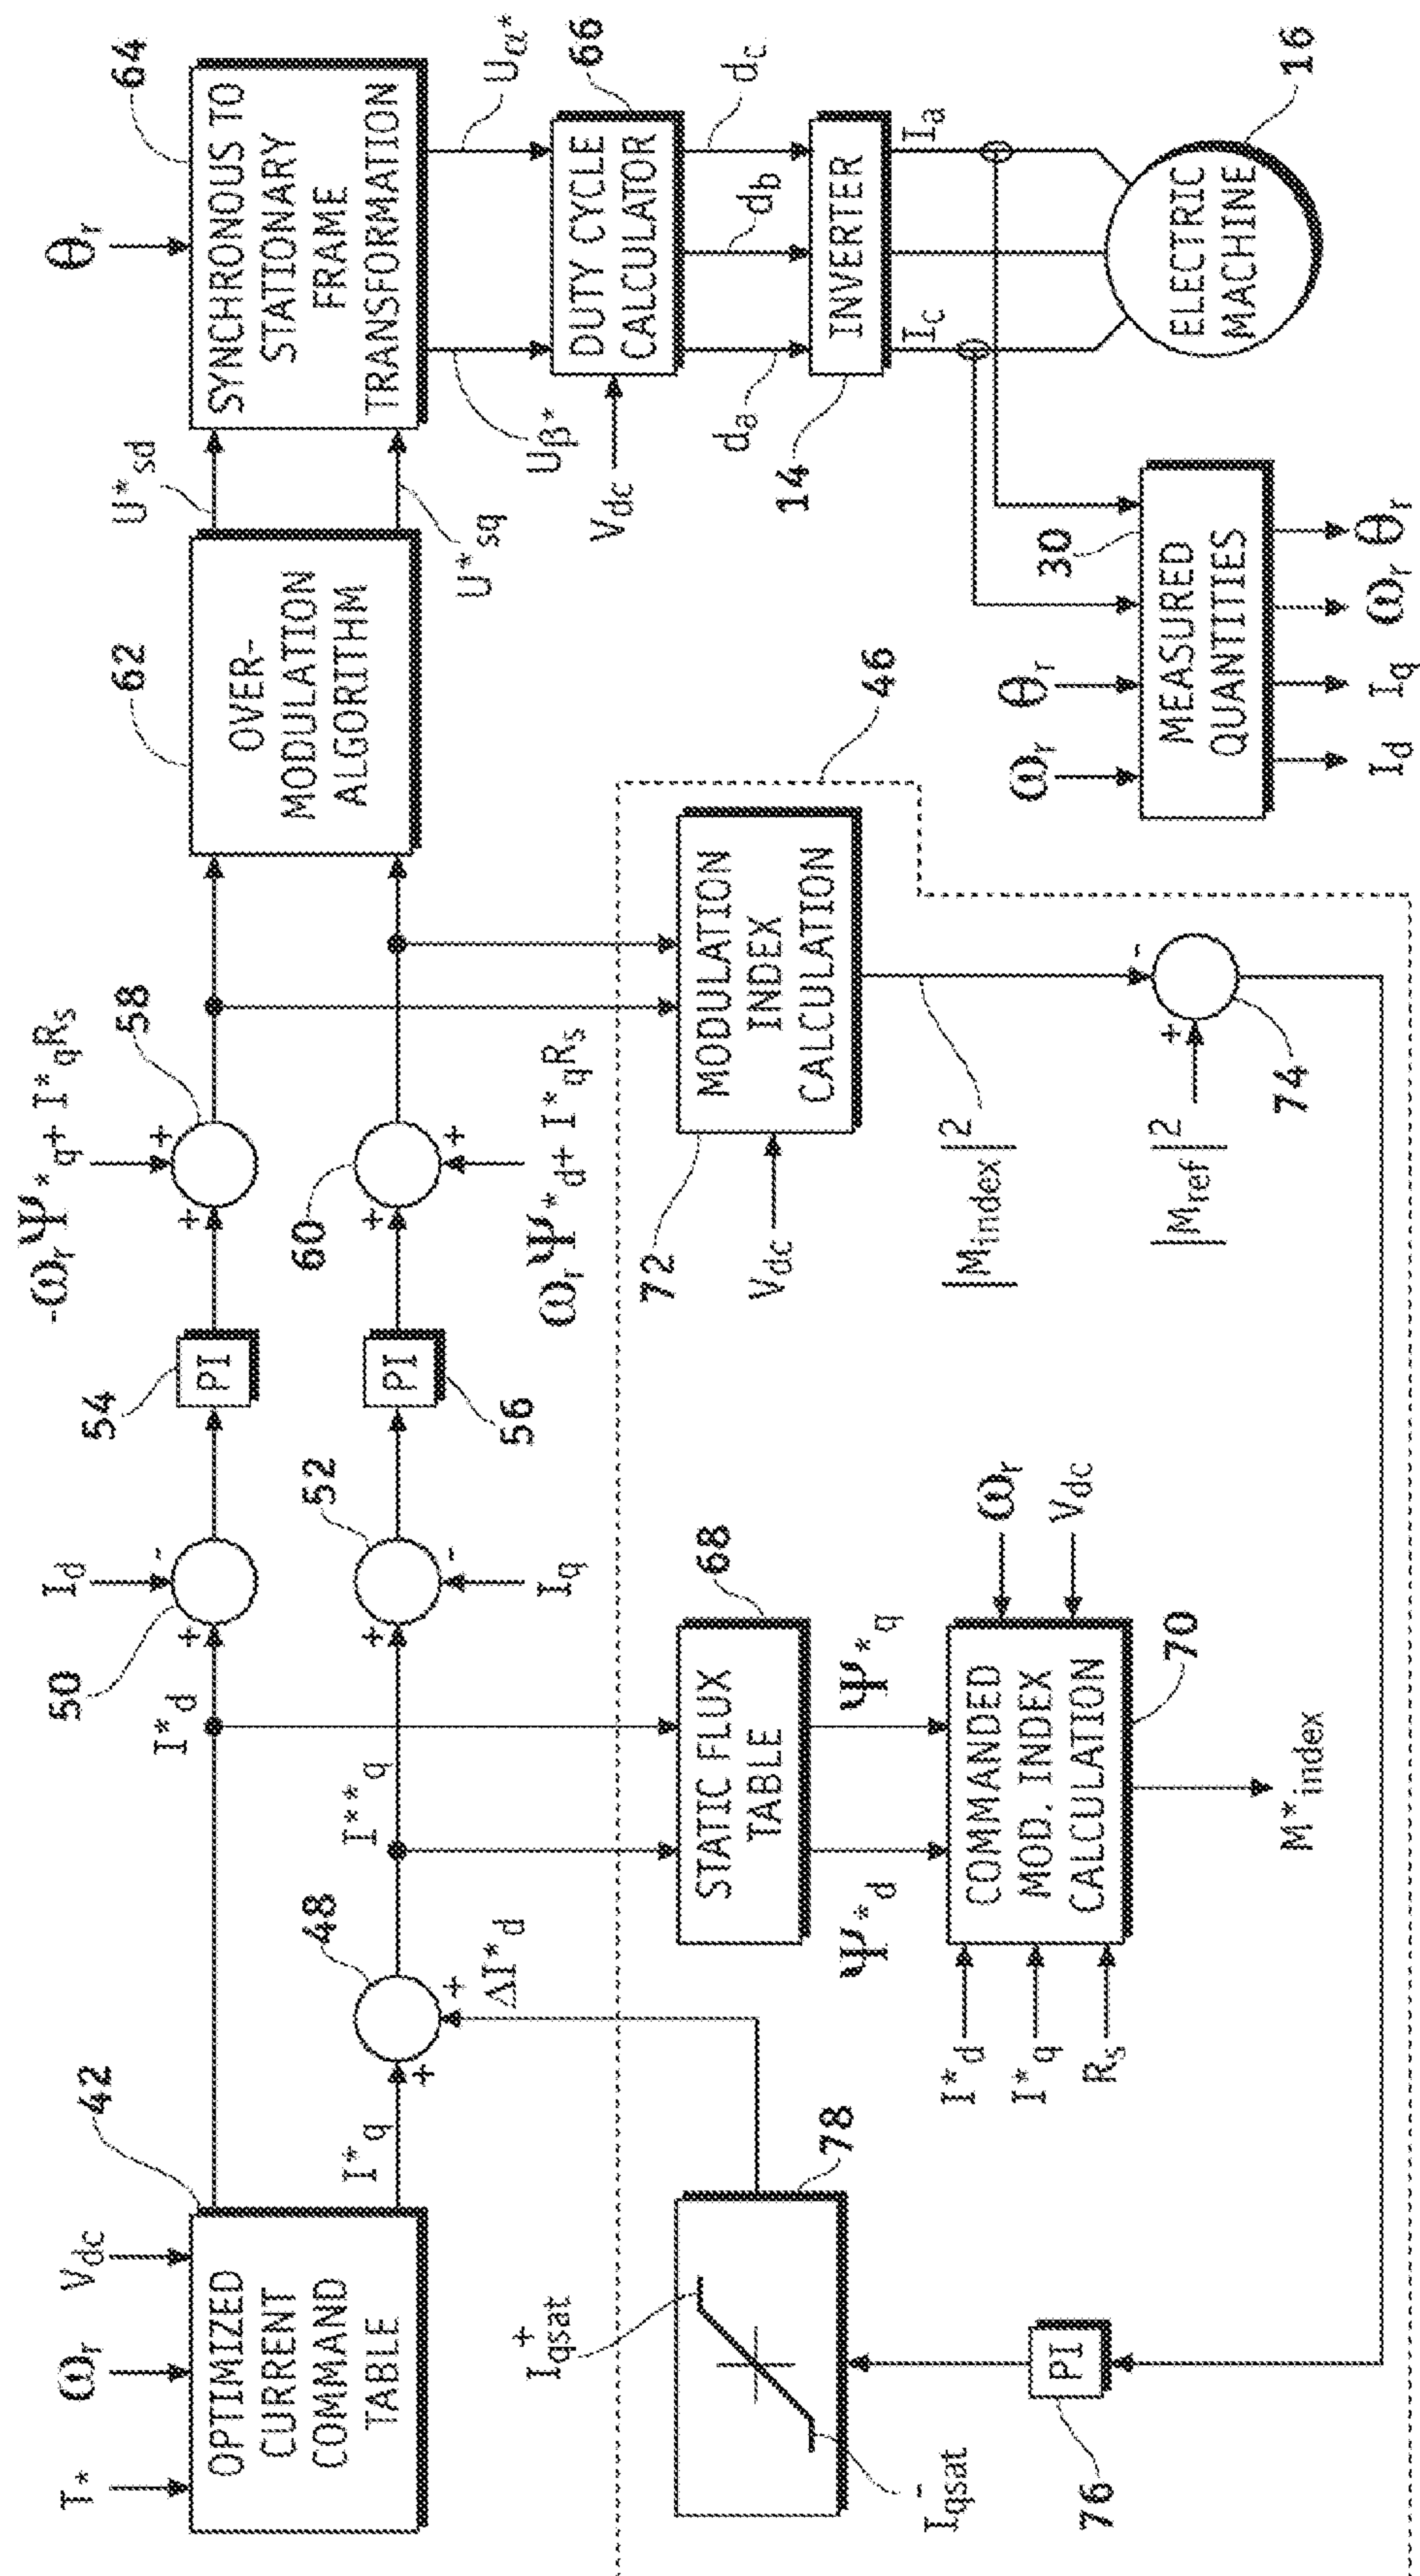 T*
ωr
Vdc
42
OPTIMIZED
CURRENT
COMMAND
TABLE
I*d
I*q
48
+
+
ΔI*d
I**q
50
Id
+
-
52
Iq
+
-
54
PI
56
PI
-ωrΨ*q+ I*qRs
58
+
+
60
+
+
ωrΨ*d+ I*qRs
62
OVER-
MODULATION
ALGORITHM
U*sd
U*sq
θr
64
SYNCHRONOUS TO
STATIONARY
FRAME
TRANSFORMATION
Uα*
Uβ*
66
DUTY CYCLE
CALCULATOR
Vdc
da
db
dc
14
INVERTER
Ic
Ia
ELECTRIC
MACHINE
16
30
ωr
θr
MEASURED
QUANTITIES
Id
Iq
ωr
θr
46
68
STATIC FLUX
TABLE
Ψ*d
Ψ*q
I*d
I*q
Rs
COMMANDED
MOD. INDEX
CALCULATION
ωr
Vdc
70
M*index
72
Vdc
MODULATION
INDEX
CALCULATION
|Mindex|2
|Mref|2
+
-
74
76
PI
78
I+qsat
I-qsat